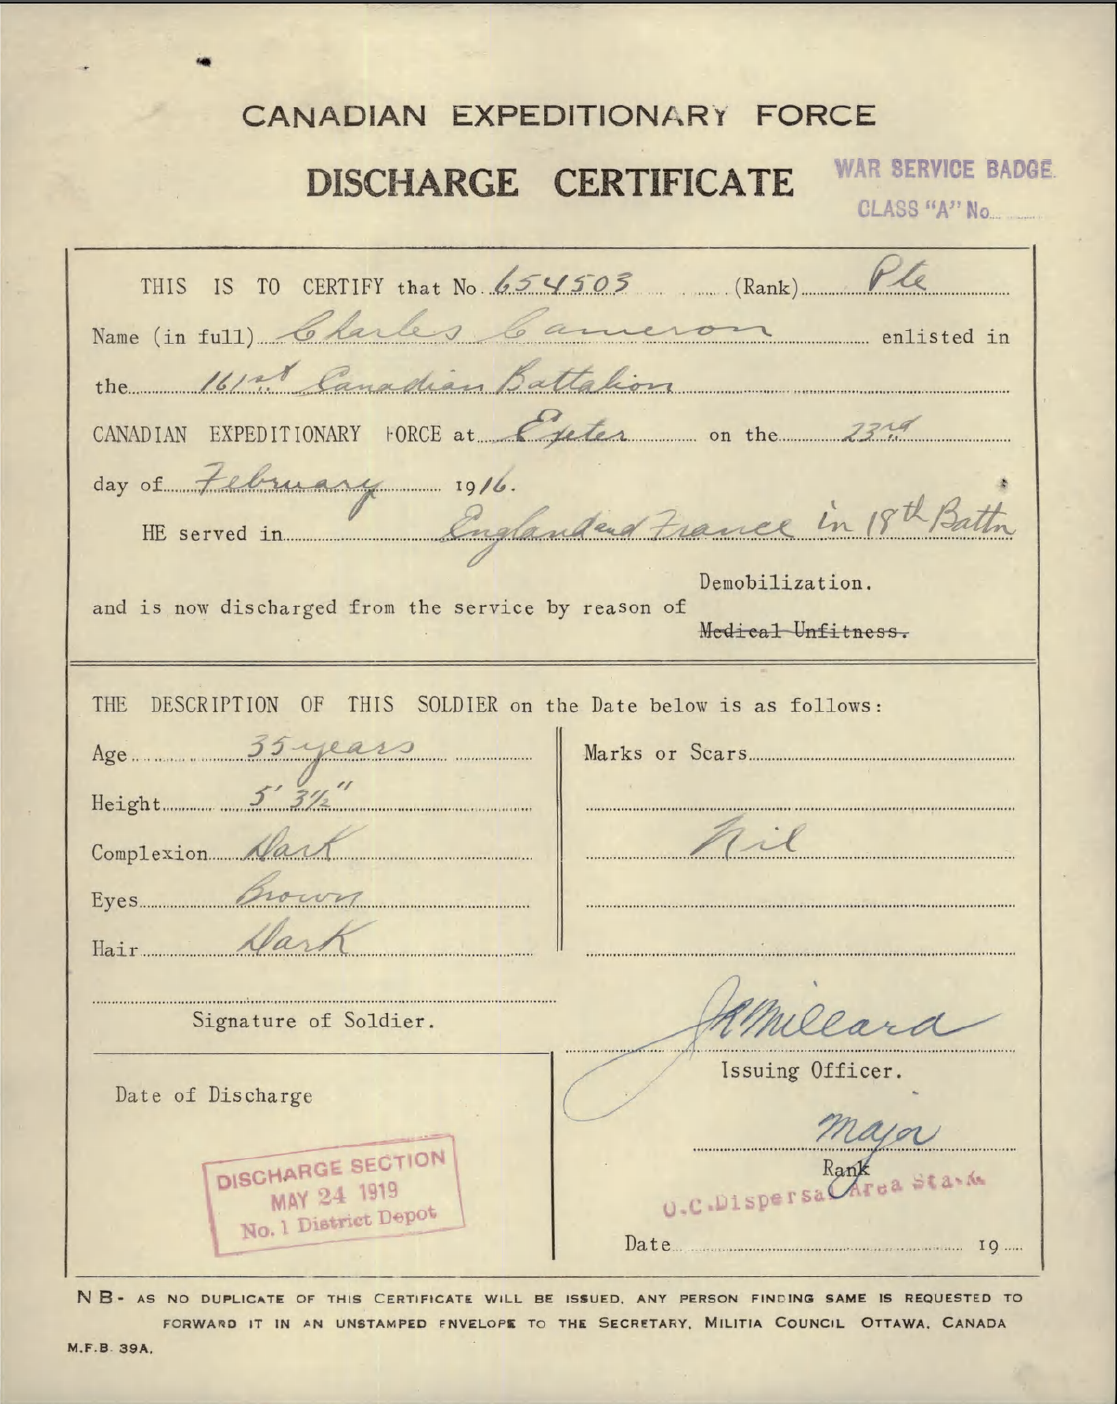 CANADIAN EXPEDITIONARY FORCE
DISCHARGE CERTIFICATE
WAR SERVICE BADGE
CLASS "A" No
THIS IS TO CERTIFY that No. 654503 (Rank) Pte
Name (in full) Charles Cameron enlisted in
the 161st Canadian Battalion
CANADIAN EXPEDITIONARY FORCE at Exeter on the 23rd
day of February 1916.
HE served in England and France in 18th Battn
Demobilization.
and is now discharged from the service by reason of
Medical Unfitness.
THE DESCRIPTION OF THIS SOLDIER on the Date below is as follows:
Age 35 years
Height 5' 3½"
Complexion Dark
Eyes Brown
Hair Dark
Marks or Scars
Nil
Signature of Soldier.
JKMillard
Issuing Officer.
Major
Rank
O.C. Dispersal Area Sta.
Date 19
Date of Discharge
DISCHARGE SECTION
MAY 24 1919
No. 1 District Depot
NB- AS NO DUPLICATE OF THIS CERTIFICATE WILL BE ISSUED, ANY PERSON FINDING SAME IS REQUESTED TO
FORWARD IT IN AN UNSTAMPED ENVELOPE TO THE SECRETARY, MILITIA COUNCIL OTTAWA, CANADA
M.F.B. 39A.